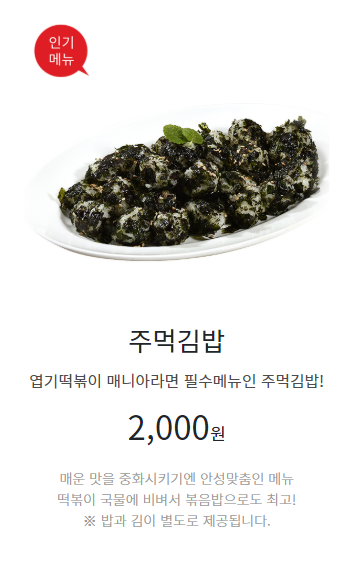 인기
메뉴
주먹김밥
엽기떡볶이 매니아라면 필수메뉴인 주먹김밥!
2,000원
매운 맛을 중화시키기엔 안성맞춤인 메뉴
떡볶이 국물에 비벼서 볶음밥으로도 최고!
※ 밥과 김이 별도로 제공됩니다.